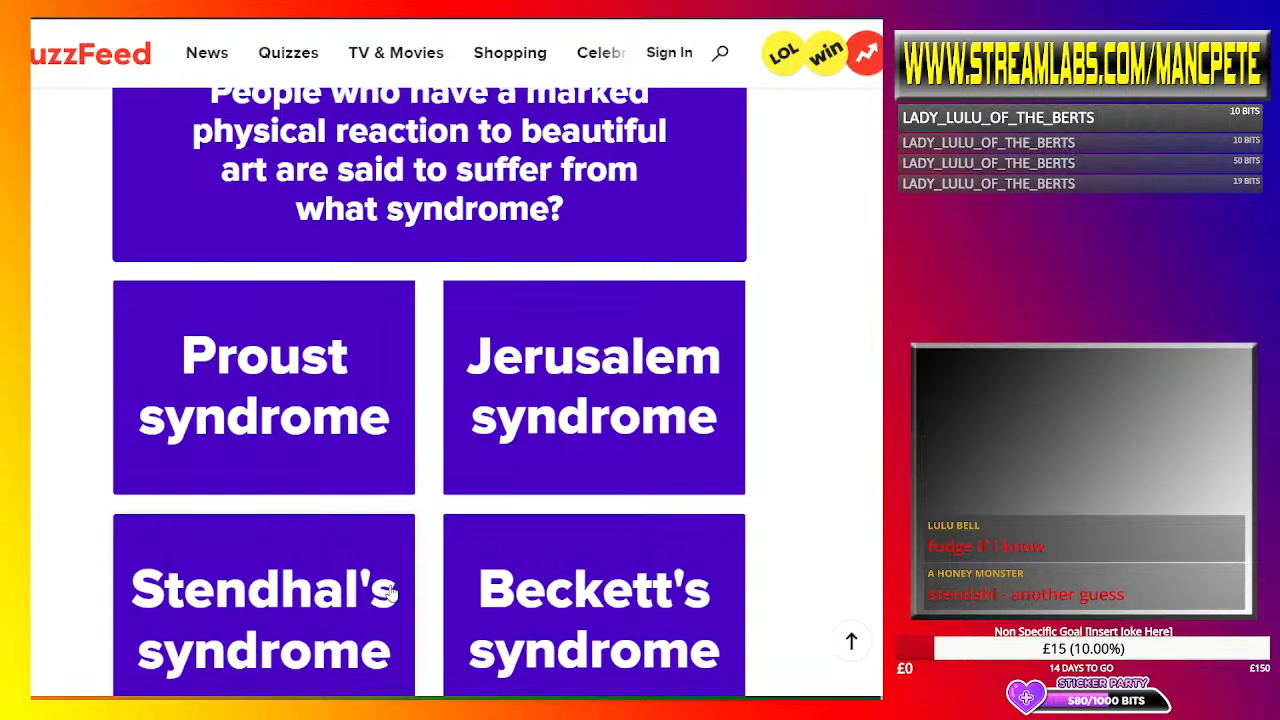 uzzFeed
News
Quizzes
TV & Movies
Shopping
Celebr
Sign In
LOL
win
People who have a marked
physical reaction to beautiful
art are said to suffer from
what syndrome?
Proust
syndrome
Jerusalem
syndrome
Stendhal's
syndrome
Beckett's
syndrome
WWW.STREAMLABS.COM/MANCPETE
LADY_LULU_OF_THE_BERTS 10 BITS
LADY_LULU_OF_THE_BERTS 10 BITS
LADY_LULU_OF_THE_BERTS 50 BITS
LADY_LULU_OF_THE_BERTS 19 BITS
LULU BELL
fudge if i know
A HONEY MONSTER
stendahl - another guess
Non Specific Goal [Insert Joke Here]
£15 (10.00%)
£0 14 DAYS TO GO £150
STICKER PARTY
580/1000 BITS